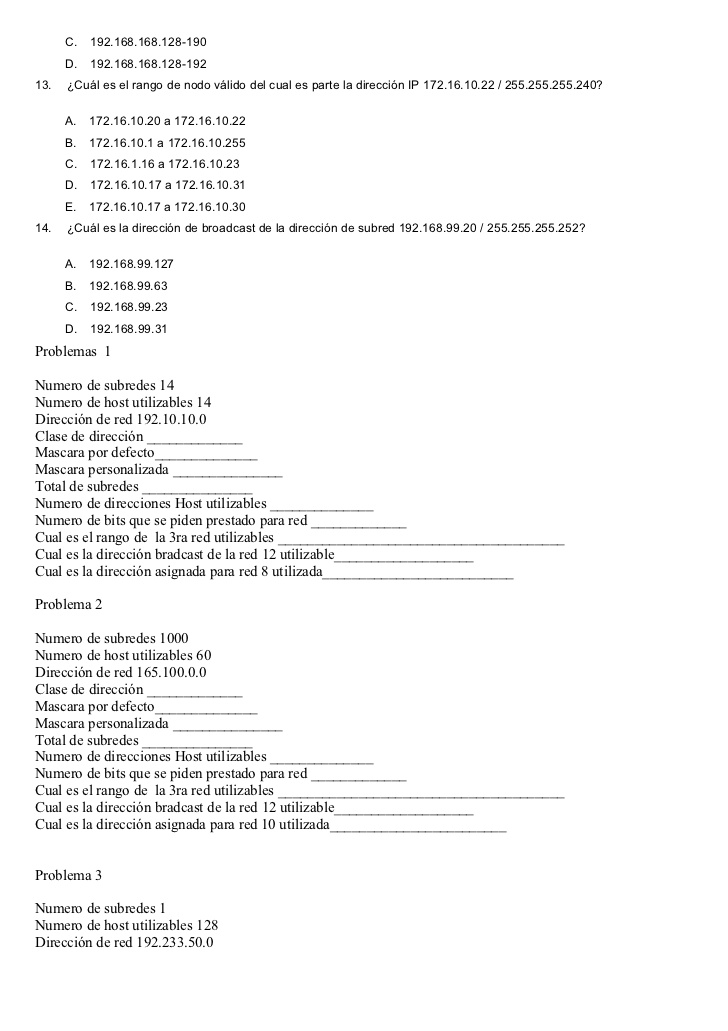 C. 192.168.168.128-190
D. 192.168.168.128-192
13. ¿Cuál es el rango de nodo válido del cual es parte la dirección IP 172.16.10.22 / 255.255.255.240?
A. 172.16.10.20 a 172.16.10.22
B. 172.16.10.1 a 172.16.10.255
C. 172.16.1.16 a 172.16.10.23
D. 172.16.10.17 a 172.16.10.31
E. 172.16.10.17 a 172.16.10.30
14. ¿Cuál es la dirección de broadcast de la dirección de subred 192.168.99.20 / 255.255.255.252?
A. 192.168.99.127
B. 192.168.99.63
C. 192.168.99.23
D. 192.168.99.31
Problemas 1
Numero de subredes 14
Numero de host utilizables 14
Dirección de red 192.10.10.0
Clase de dirección _____________
Mascara por defecto______________
Mascara personalizada _______________
Total de subredes _______________
Numero de direcciones Host utilizables ______________
Numero de bits que se piden prestado para red _____________
Cual es el rango de la 3ra red utilizables _______________________________________
Cual es la dirección bradcast de la red 12 utilizable___________________
Cual es la dirección asignada para red 8 utilizada__________________________
Problema 2
Numero de subredes 1000
Numero de host utilizables 60
Dirección de red 165.100.0.0
Clase de dirección _____________
Mascara por defecto______________
Mascara personalizada _______________
Total de subredes _______________
Numero de direcciones Host utilizables ______________
Numero de bits que se piden prestado para red _____________
Cual es el rango de la 3ra red utilizables _______________________________________
Cual es la dirección bradcast de la red 12 utilizable___________________
Cual es la dirección asignada para red 10 utilizada________________________
Problema 3
Numero de subredes 1
Numero de host utilizables 128
Dirección de red 192.233.50.0